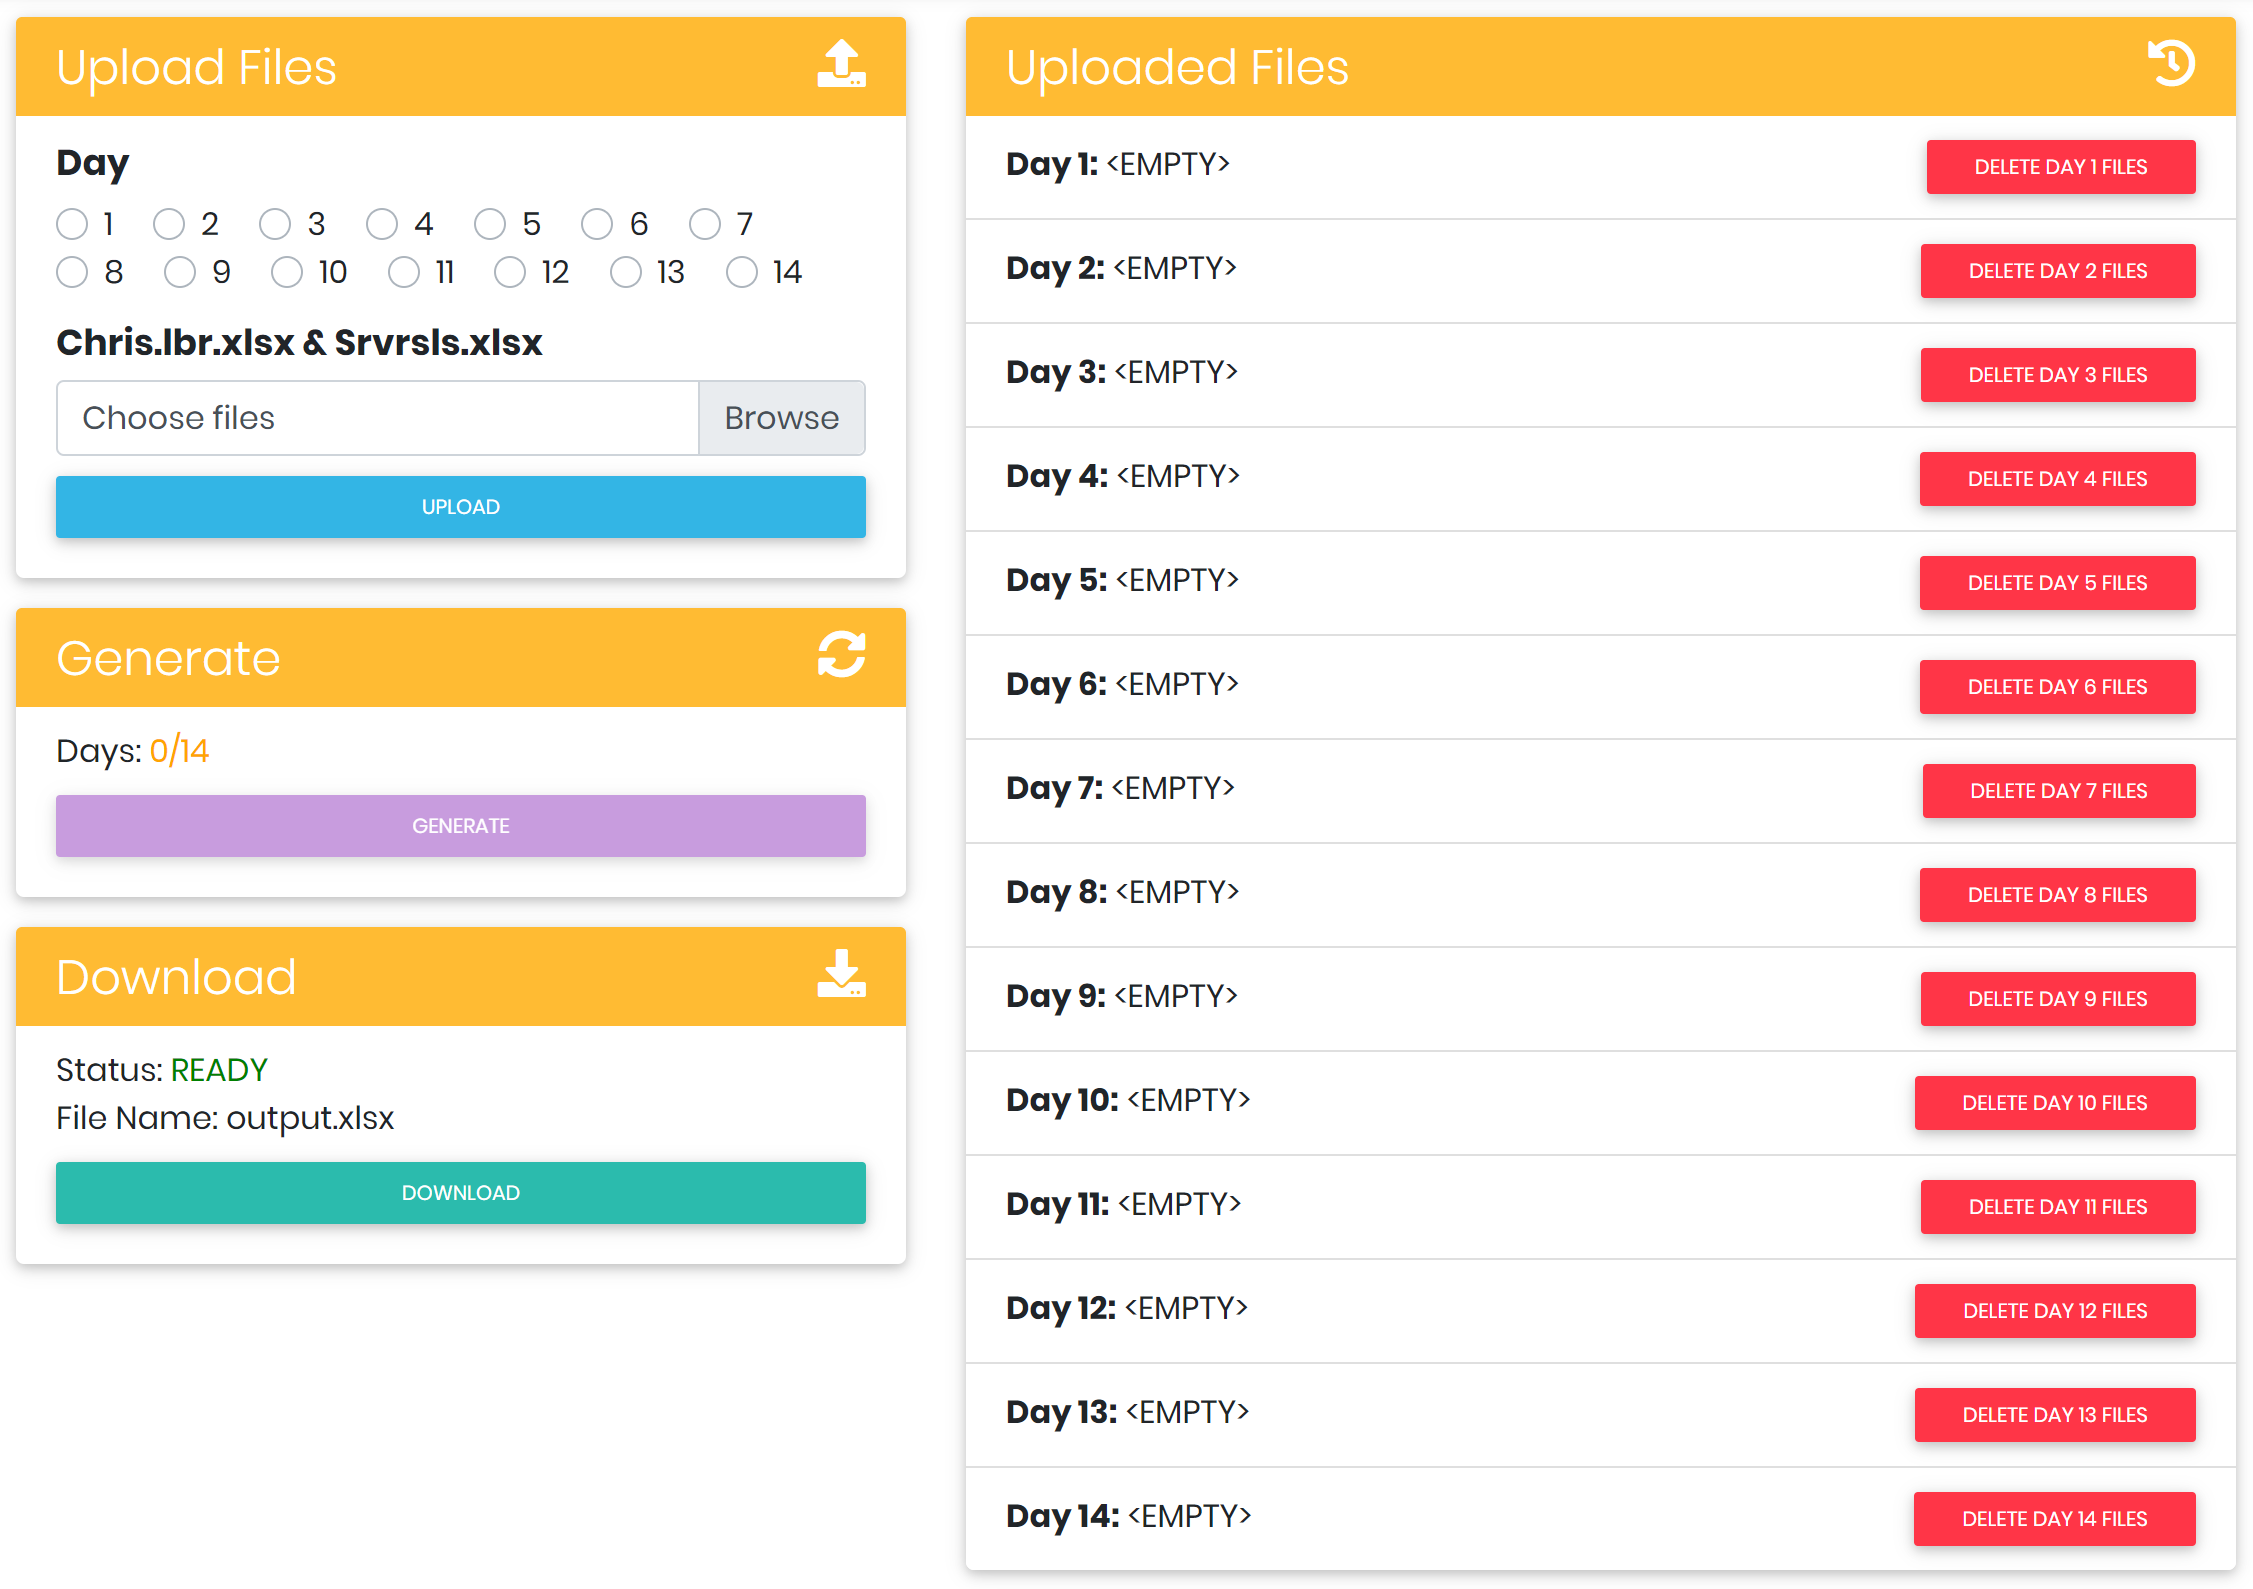 Upload Files
Day
1 2 3 4 5 6 7
8 9 10 11 12 13 14
Chris.lbr.xlsx & Srvrsls.xlsx
Choose files Browse
UPLOAD
Generate
Days: 0/14
GENERATE
Download
Status: READY
File Name: output.xlsx
DOWNLOAD
Uploaded Files
Day 1: <EMPTY> DELETE DAY 1 FILES
Day 2: <EMPTY> DELETE DAY 2 FILES
Day 3: <EMPTY> DELETE DAY 3 FILES
Day 4: <EMPTY> DELETE DAY 4 FILES
Day 5: <EMPTY> DELETE DAY 5 FILES
Day 6: <EMPTY> DELETE DAY 6 FILES
Day 7: <EMPTY> DELETE DAY 7 FILES
Day 8: <EMPTY> DELETE DAY 8 FILES
Day 9: <EMPTY> DELETE DAY 9 FILES
Day 10: <EMPTY> DELETE DAY 10 FILES
Day 11: <EMPTY> DELETE DAY 11 FILES
Day 12: <EMPTY> DELETE DAY 12 FILES
Day 13: <EMPTY> DELETE DAY 13 FILES
Day 14: <EMPTY> DELETE DAY 14 FILES